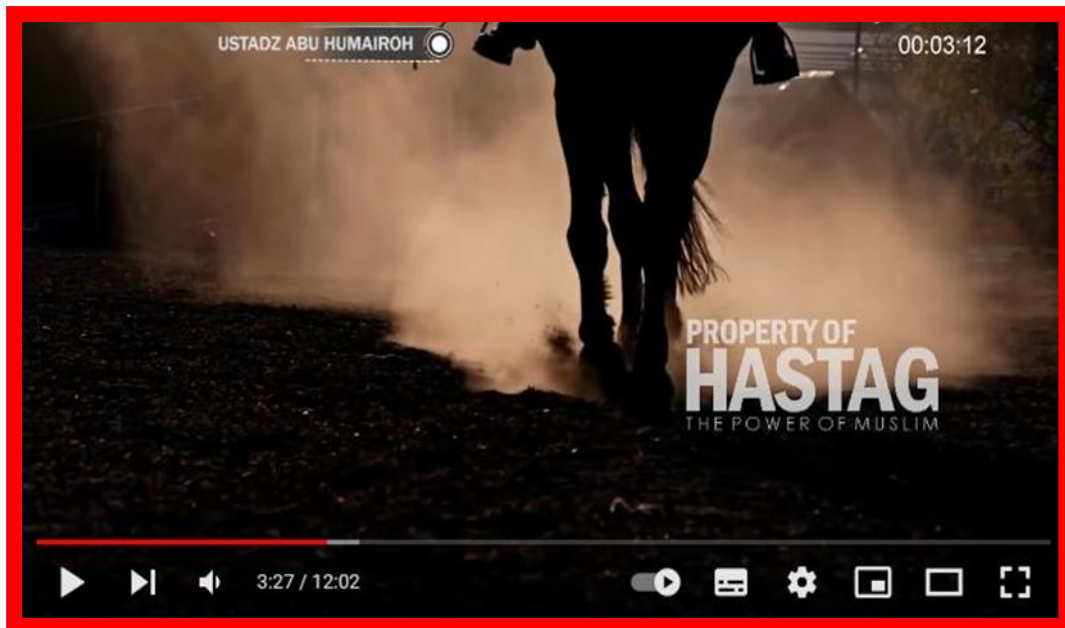 USTADZ ABU HUMAIROH
00:03:12
PROPERTY OF
HASTAG
THE POWER OF MUSLIM
3:27 / 12:02